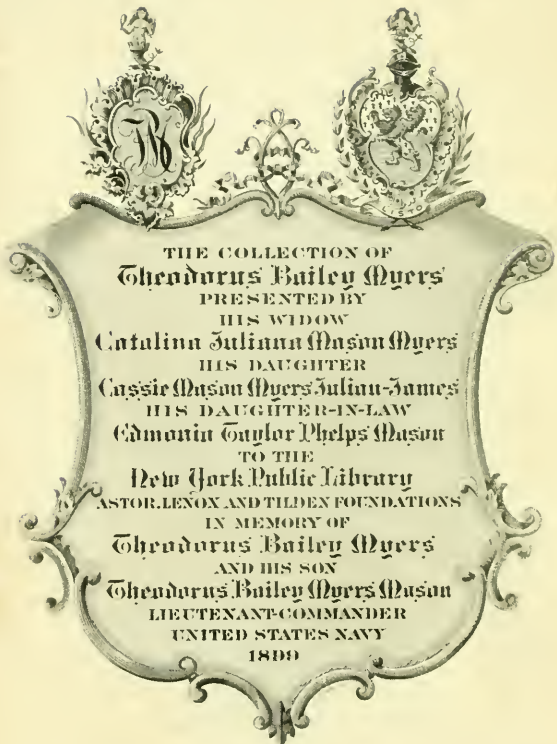 TBM
SISTO
THE COLLECTION OF
Theodorus Bailey Myers
PRESENTED BY
HIS WIDOW
Catalina Juliana Mason Myers
HIS DAUGHTER
Cassie Mason Myers Julian-James
HIS DAUGHTER-IN-LAW
Edmonia Taylor Phelps Mason
TO THE
New York Public Library
ASTOR, LENOX AND TILDEN FOUNDATIONS
IN MEMORY OF
Theodorus Bailey Myers
AND HIS SON
Theodorus Bailey Myers Mason
LIEUTENANT-COMMANDER
UNITED STATES NAVY
1899